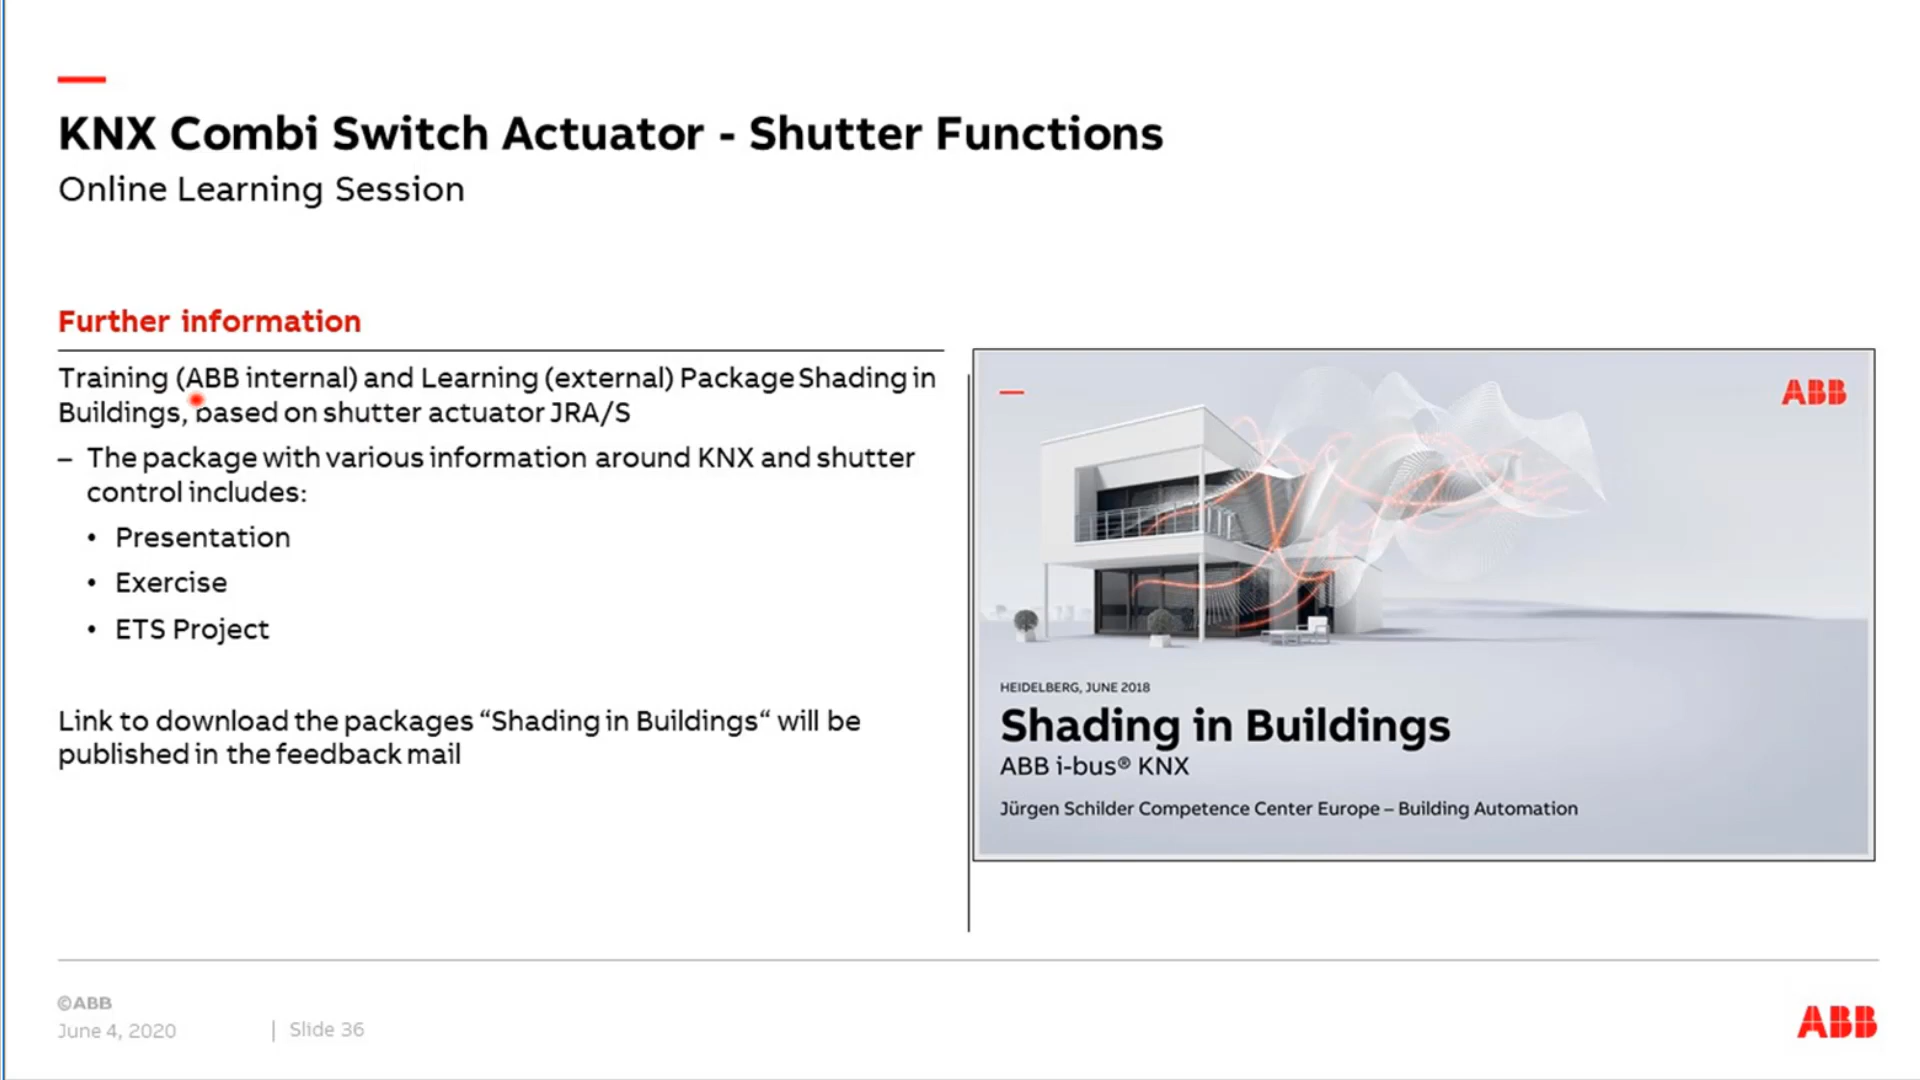 KNX Combi Switch Actuator - Shutter Functions
Online Learning Session
Further information
Training (ABB internal) and Learning (external) Package Shading in
Buildings, based on shutter actuator JRA/S
– The package with various information around KNX and shutter
control includes:
• Presentation
• Exercise
• ETS Project
Link to download the packages “Shading in Buildings“ will be
published in the feedback mail
ABB
HEIDELBERG, JUNE 2018
Shading in Buildings
ABB i-bus® KNX
Jürgen Schilder Competence Center Europe – Building Automation
©ABB
June 4, 2020 | Slide 36
ABB